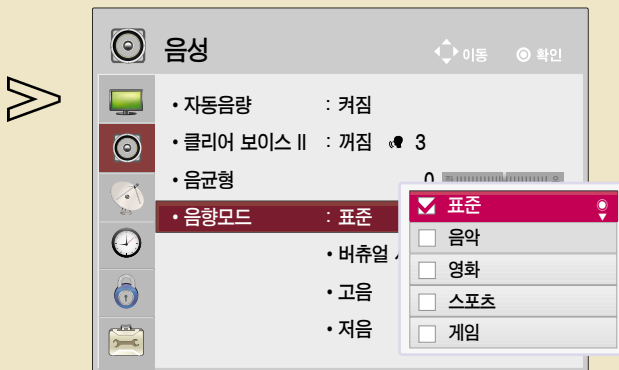 음성 이동 확인
• 자동음량 : 켜짐
• 클리어 보이스 II : 꺼짐 3
• 음균형 0 좌 우
• 음향모드 : 표준
• 버츄얼
• 고음
• 저음
표준
음악
영화
스포츠
게임